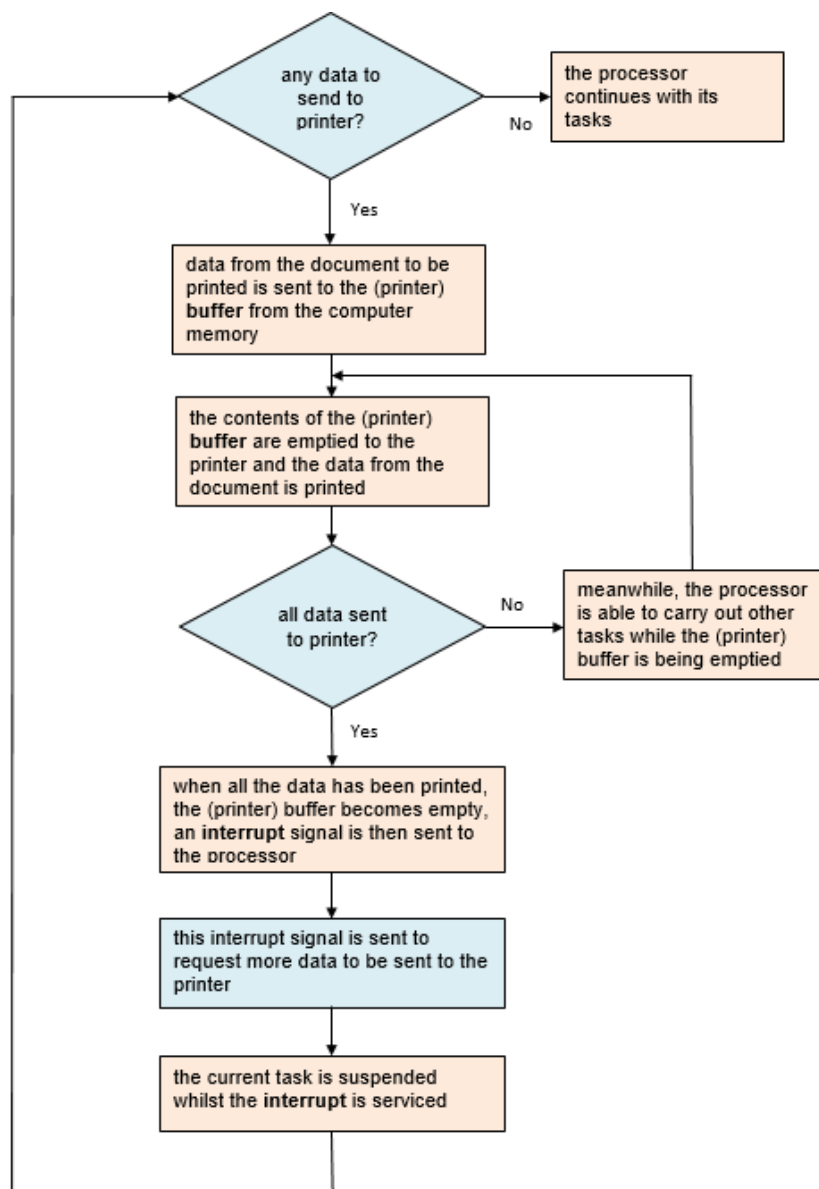 any data to
send to
printer?
the processor
continues with its
tasks
No
Yes
data from the document to be
printed is sent to the (printer)
buffer from the computer
memory
the contents of the (printer)
buffer are emptied to the
printer and the data from the
document is printed
all data sent
to printer?
No
meanwhile, the processor
is able to carry out other
tasks while the (printer)
buffer is being emptied
Yes
when all the data has been printed,
the (printer) buffer becomes empty,
an interrupt signal is then sent to
the processor
this interrupt signal is sent to
request more data to be sent to the
printer
the current task is suspended
whilst the interrupt is serviced